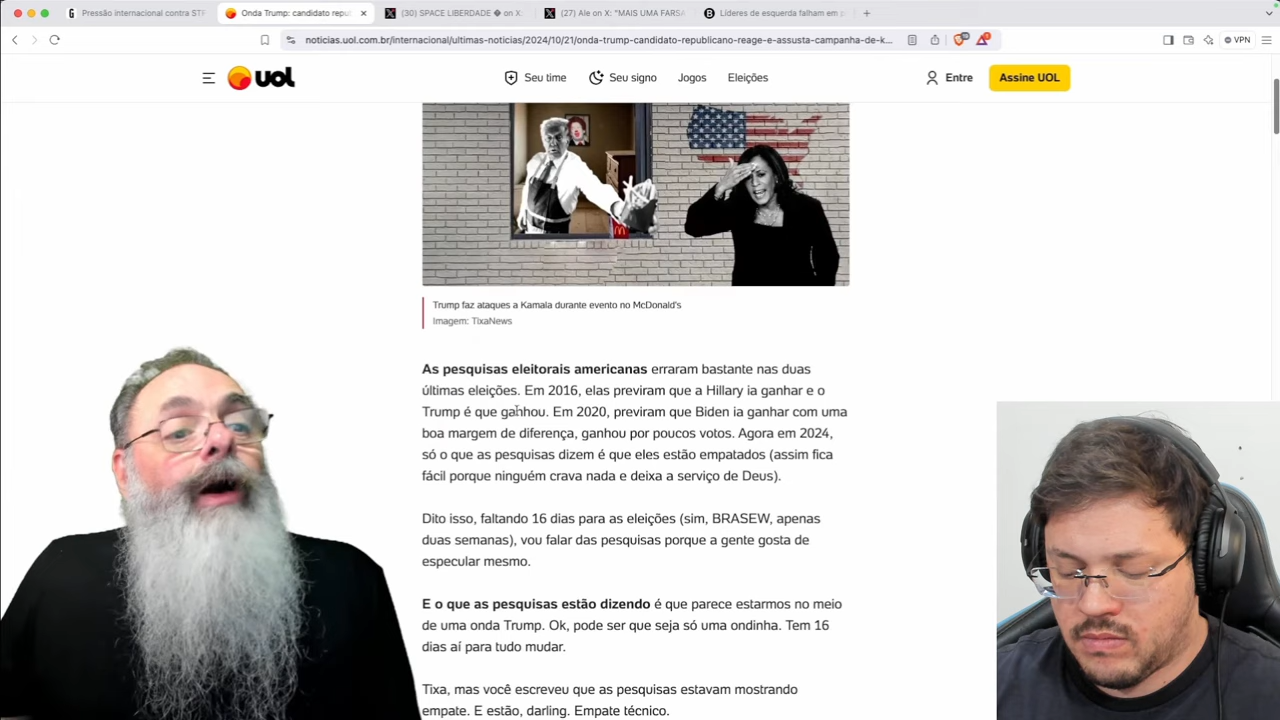 Pressão internacional contra STF
Onda Trump: candidato repul
(30) SPACE LIBERDADE � on X:
(27) Ale on X: "MAIS UMA FARSA
Líderes de esquerda falham em
noticias.uol.com.br/internacional/ultimas-noticias/2024/10/21/onda-trump-candidato-republicano-reage-e-assusta-campanha-de-k...
VPN
UOL
Seu time
Seu signo
Jogos
Eleições
Entre
Assine UOL
Trump faz ataques a Kamala durante evento no McDonald's
Imagem: TixaNews
As pesquisas eleitorais americanas erraram bastante nas duas
últimas eleições. Em 2016, elas previram que a Hillary ia ganhar e o
Trump é que ganhou. Em 2020, previram que Biden ia ganhar com uma
boa margem de diferença, ganhou por poucos votos. Agora em 2024,
só o que as pesquisas dizem é que eles estão empatados (assim fica
fácil porque ninguém crava nada e deixa a serviço de Deus).
Dito isso, faltando 16 dias para as eleições (sim, BRASEW, apenas
duas semanas), vou falar das pesquisas porque a gente gosta de
especular mesmo.
E o que as pesquisas estão dizendo é que parece estarmos no meio
de uma onda Trump. Ok, pode ser que seja só uma ondinha. Tem 16
dias aí para tudo mudar.
Tixa, mas você escreveu que as pesquisas estavam mostrando
empate. E estão, darling. Empate técnico.